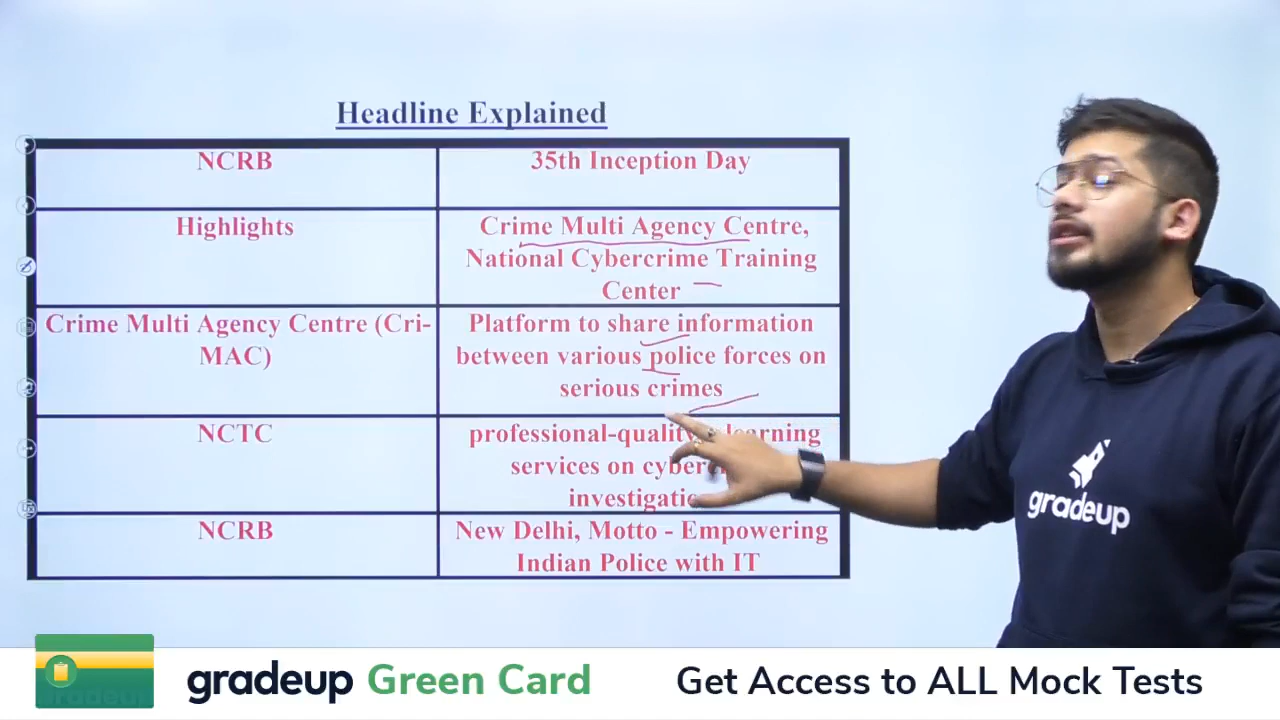 Headline Explained
NCRB
35th Inception Day
Highlights
Crime Multi Agency Centre,
National Cybercrime Training
Center
Crime Multi Agency Centre (Cri-
MAC)
Platform to share information
between various police forces on
serious crimes
NCTC
professional-quality
services on
NCRB
New Delhi, Motto - Empowering
Indian Police with IT
gradeup
gradeup Green Card
Get Access to ALL Mock Tests